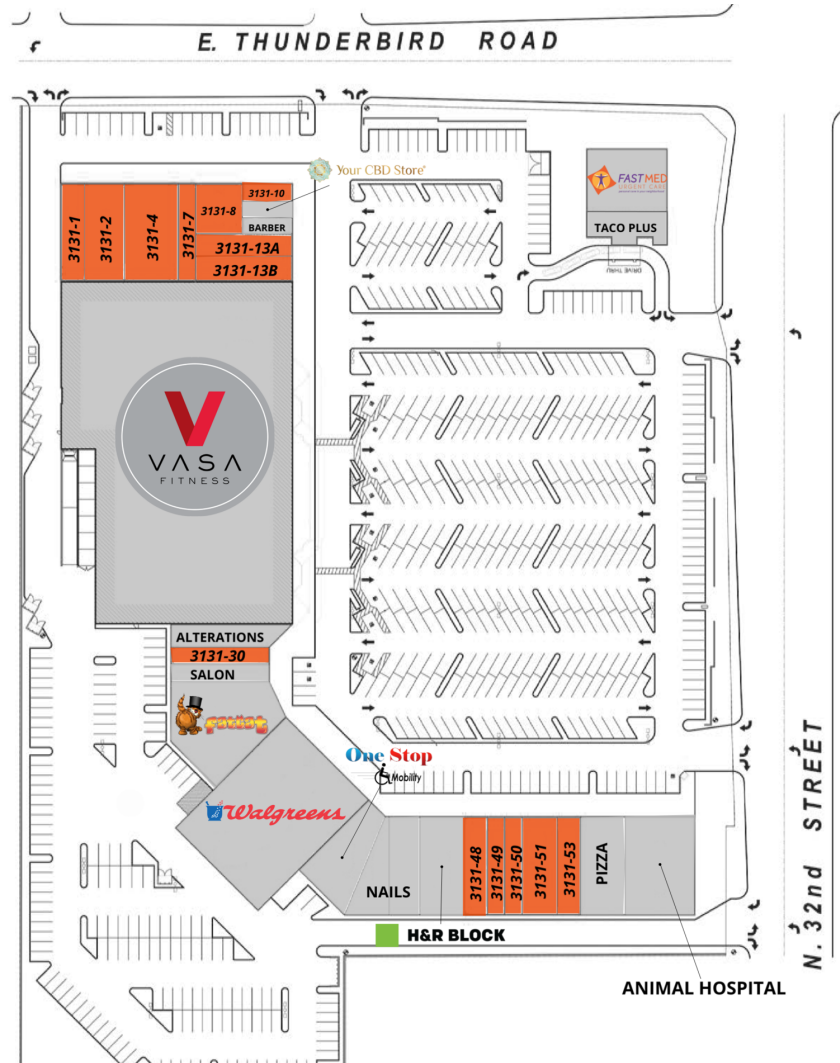 E. THUNDERBIRD ROAD
Your CBD Store
FASTMED
URGENT CARE
TACO PLUS
DRIVE THRU
3131-1
3131-2
3131-4
3131-7
3131-8
3131-10
BARBER
3131-13A
3131-13B
VASA
FITNESS
ALTERATIONS
3131-30
SALON
One Stop
Mobility
Walgreens
NAILS
3131-48
3131-49
3131-50
3131-51
3131-53
PIZZA
H&R BLOCK
ANIMAL HOSPITAL
N. 32nd STREET